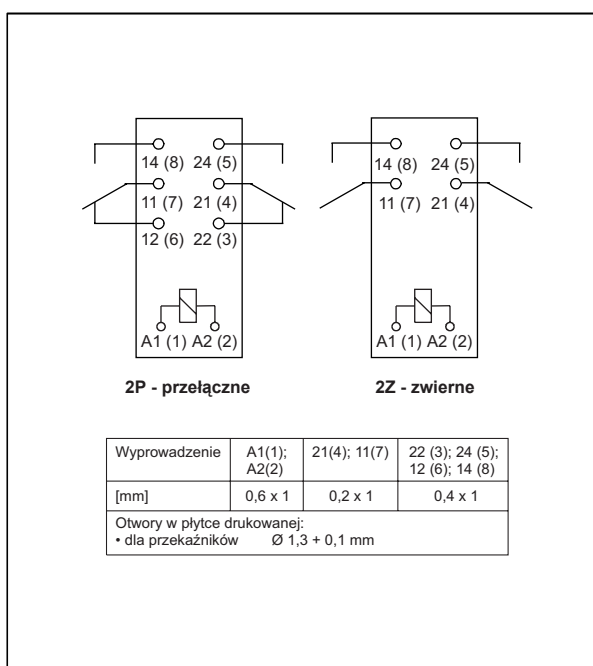 14 (8) 24 (5)
11 (7) 21 (4)
12 (6) 22 (3)
A1 (1) A2 (2)
2P - przełączne
14 (8) 24 (5)
11 (7) 21 (4)
A1 (1) A2 (2)
2Z - zwierne
Wyprowadzenie A1(1); 21(4); 11(7) 22 (3); 24 (5);
A2(2) 12 (6); 14 (8)
[mm] 0,6 x 1 0,2 x 1 0,4 x 1
Otwory w płytce drukowanej:
• dla przekaźników Ø 1,3 + 0,1 mm